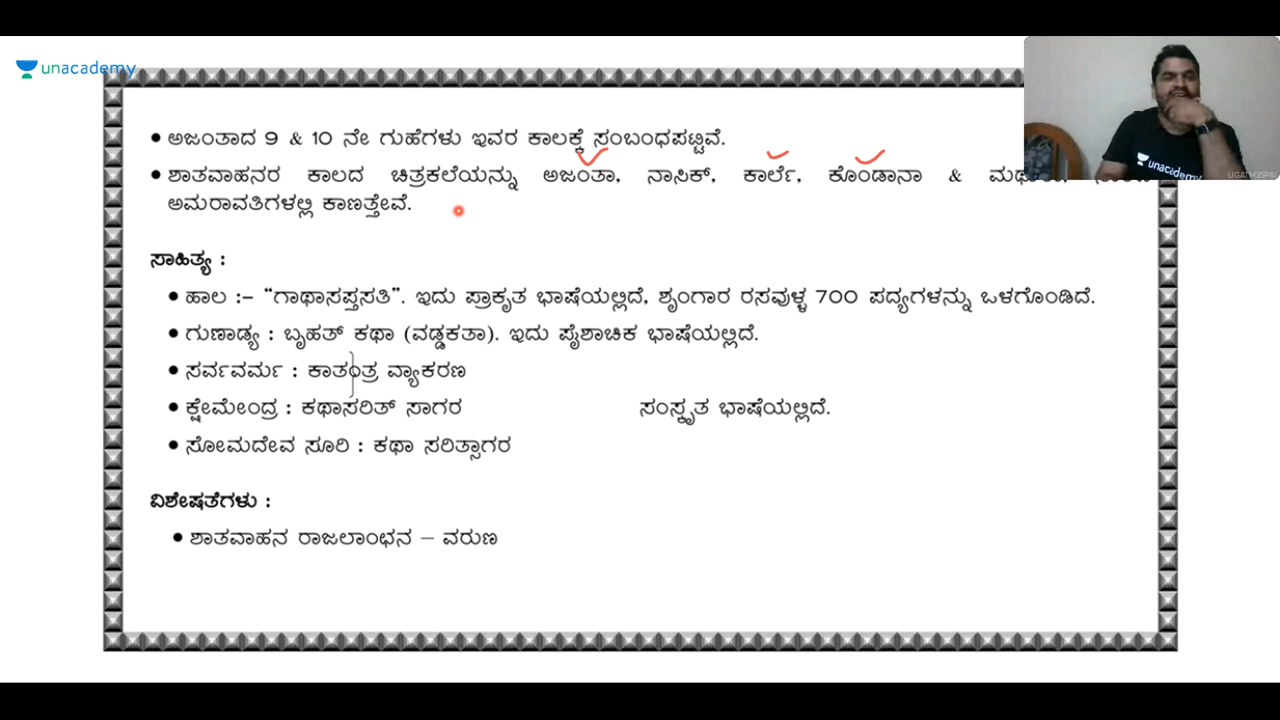 unacademy
• ಅಜಂತಾದ 9 & 10 ನೇ ಗುಹೆಗಳು ಇವರ ಕಾಲಕ್ಕೆ ಸಂಬಂಧಪಟ್ಟವೆ.
• ಶಾತವಾಹನರ ಕಾಲದ ಚಿತ್ರಕಲೆಯನ್ನು ಅಜಂತಾ, ನಾಸಿಕ್, ಕಾರ್ಲೆ, ಕೊಂಡಾನಾ &
ಅಮರಾವತಿಗಳಲ್ಲಿ ಕಾಣತ್ತೇವೆ.
ಸಾಹಿತ್ಯ :
• ಹಾಲ :– “ಗಾಥಾಸಪ್ತಸತಿ”. ಇದು ಪ್ರಾಕೃತ ಭಾಷೆಯಲ್ಲಿದೆ, ಶೃಂಗಾರ ರಸವುಳ್ಳ 700 ಪದ್ಯಗಳನ್ನು ಒಳಗೊಂಡಿದೆ.
• ಗುಣಾಡ್ಯ : ಬೃಹತ್ ಕಥಾ (ವಡ್ಡಕತಾ). ಇದು ಪೈಶಾಚಿಕ ಭಾಷೆಯಲ್ಲಿದೆ.
• ಸರ್ವವರ್ಮ : ಕಾತಂತ್ರ ವ್ಯಾಕರಣ
• ಕ್ಷೇಮೇಂದ್ರ : ಕಥಾಸರಿತ್ ಸಾಗರ ಸಂಸ್ಕೃತ ಭಾಷೆಯಲ್ಲಿದೆ.
• ಸೋಮದೇವ ಸೂರಿ : ಕಥಾ ಸರಿತ್ಸಾಗರ
ವಿಶೇಷತೆಗಳು :
• ಶಾತವಾಹನ ರಾಜಲಾಂಛನ – ವರುಣ
unacademy